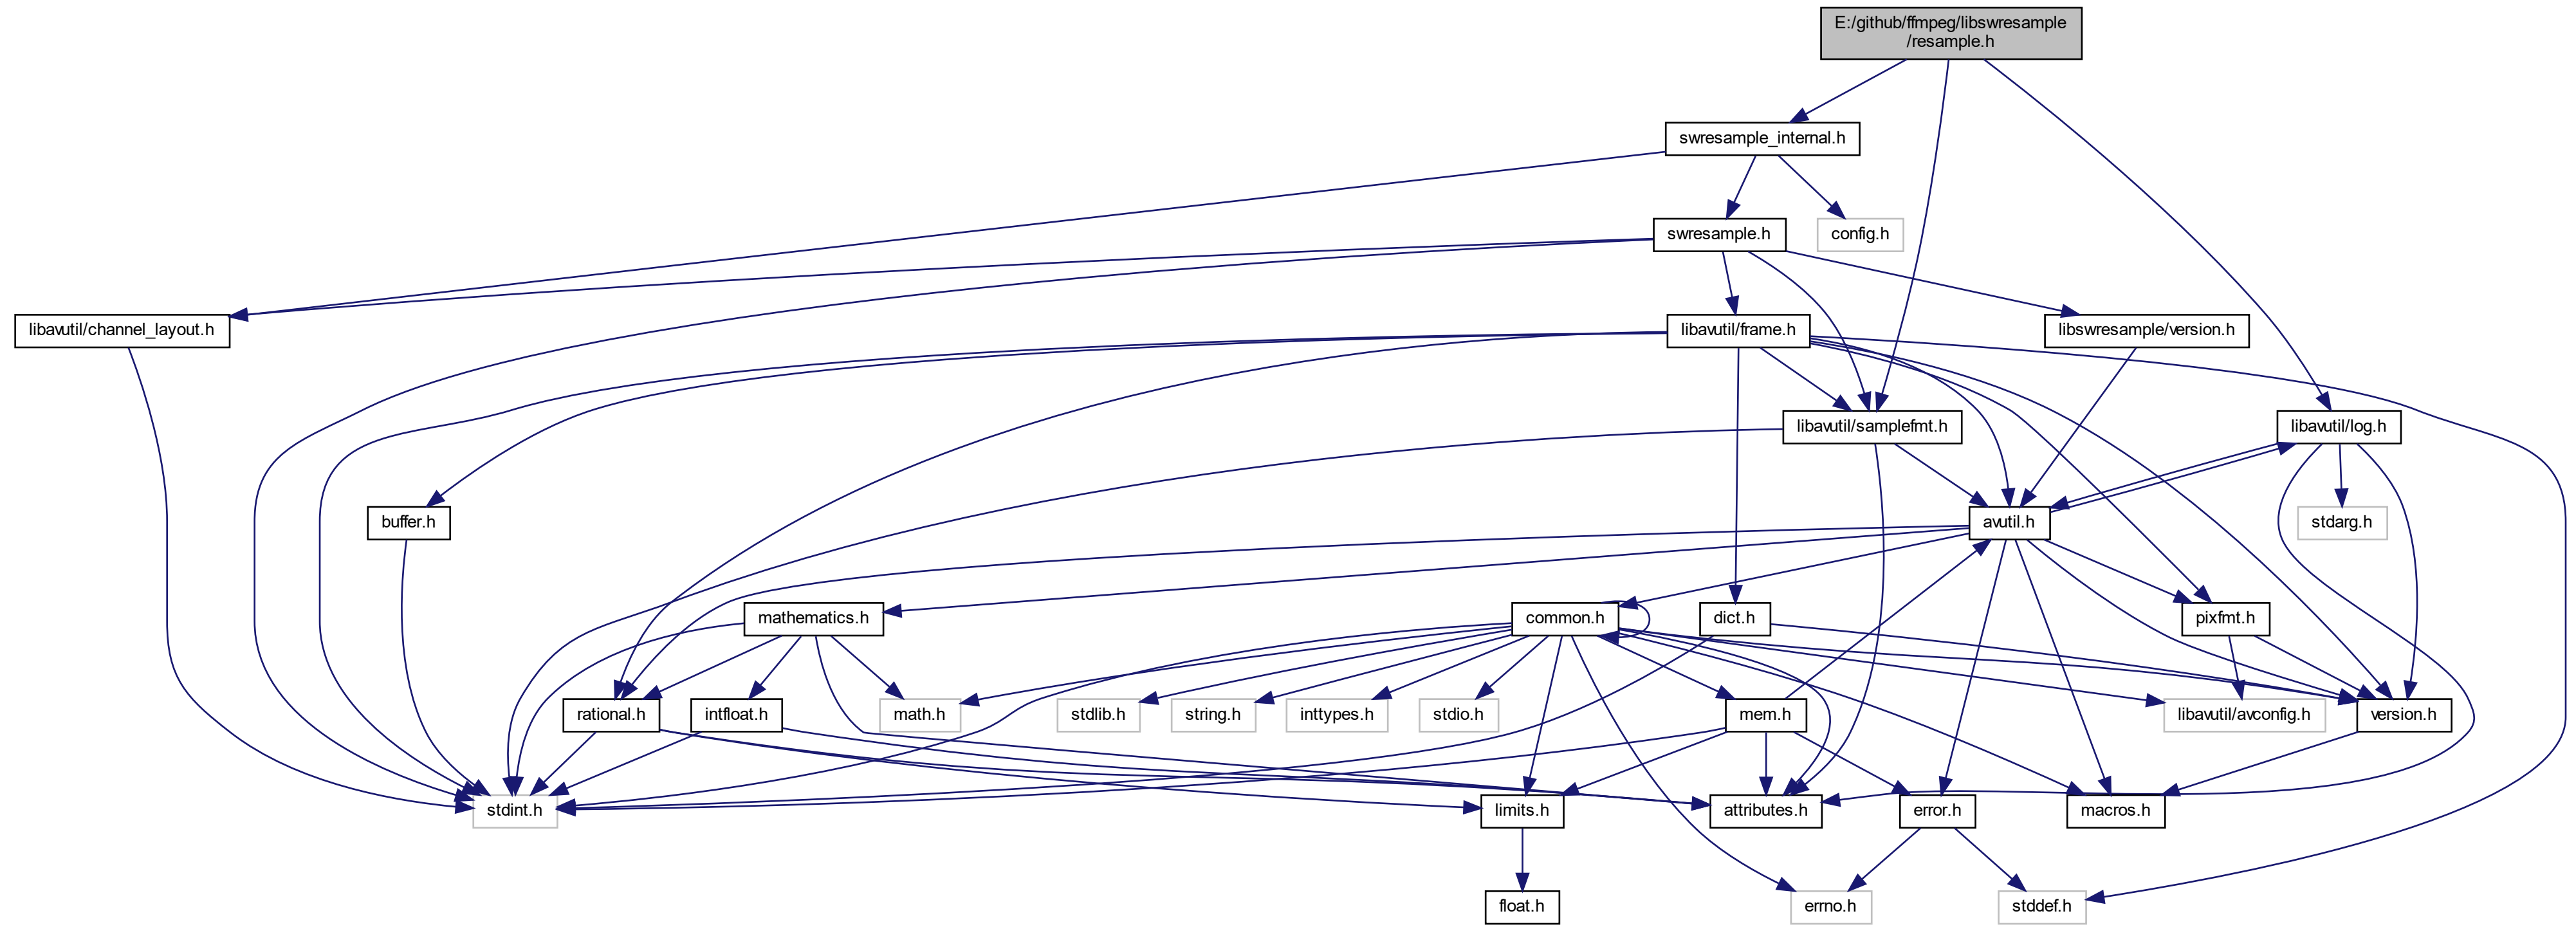 E:/github/ffmpeg/libswresample
/resample.h
swresample_internal.h
swresample.h
config.h
libavutil/channel_layout.h
libavutil/frame.h
libswresample/version.h
libavutil/samplefmt.h
libavutil/log.h
buffer.h
avutil.h
stdarg.h
mathematics.h
common.h
dict.h
pixfmt.h
rational.h
intfloat.h
math.h
stdlib.h
string.h
inttypes.h
stdio.h
mem.h
libavutil/avconfig.h
version.h
stdint.h
limits.h
attributes.h
error.h
macros.h
float.h
errno.h
stddef.h